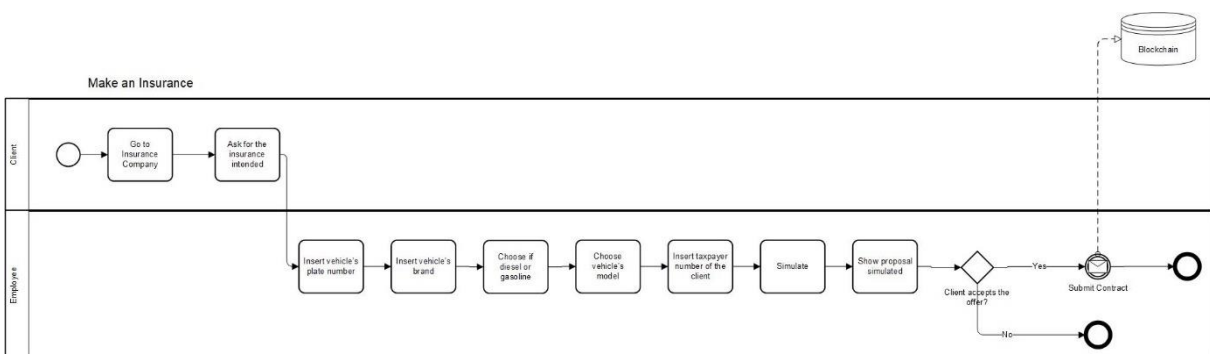 Blockchain
Make an Insurance
Client
Go to
Insurance
Company
Ask for the
insurance
intended
Employee
Insert vehicle's
plate number
Insert vehicle's
brand
Choose if
diesel or
gasoline
Choose
vehicle's
model
Insert taxpayer
number of the
client
Simulate
Show proposal
simulated
Client accepts the
offer?
Yes
Submit Contract
No